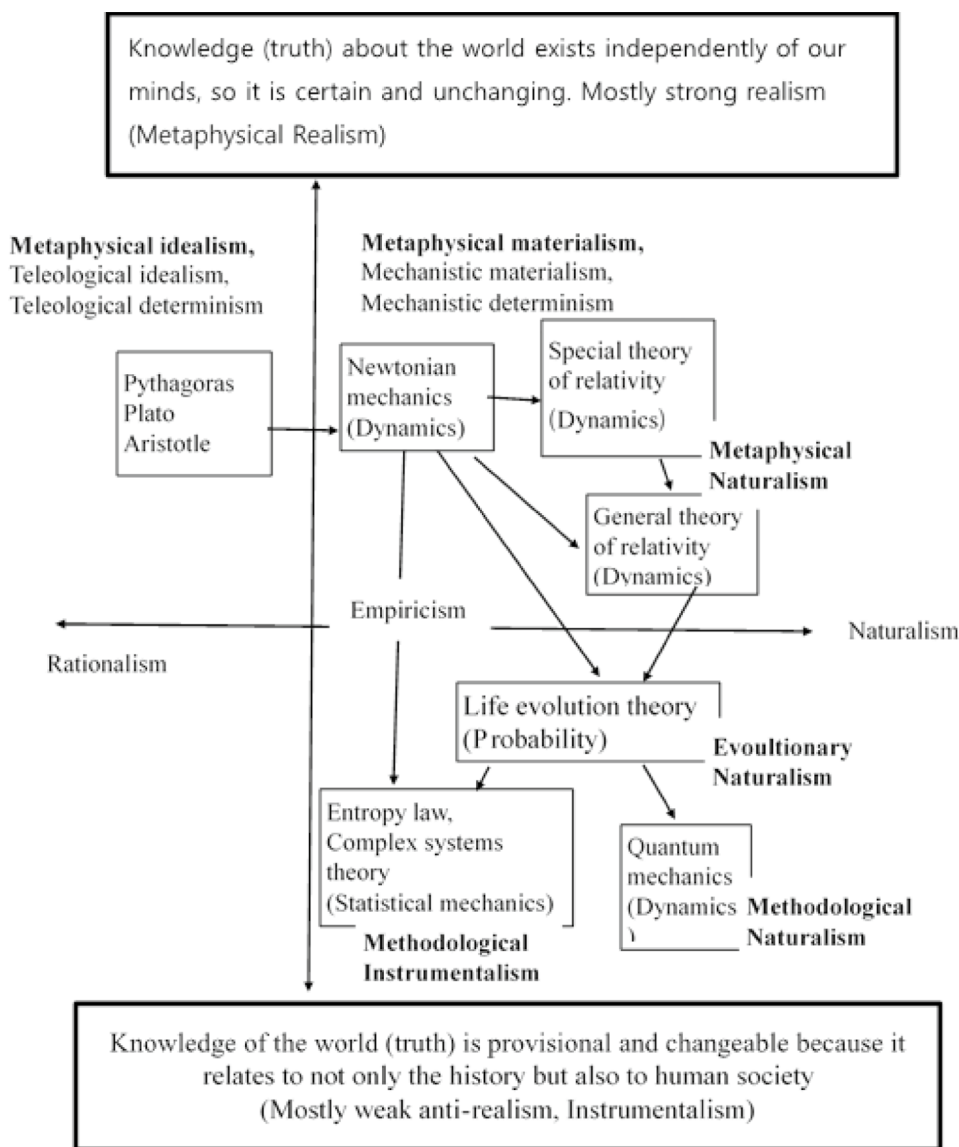 Knowledge (truth) about the world exists independently of our
minds, so it is certain and unchanging. Mostly strong realism
(Metaphysical Realism)
Metaphysical idealism,
Teleological idealism,
Teleological determinism
Metaphysical materialism,
Mechanistic materialism,
Mechanistic determinism
Pythagoras
Plato
Aristotle
Newtonian
mechanics
(Dynamics)
Special theory
of relativity
(Dynamics)
Metaphysical
Naturalism
General theory
of relativity
(Dynamics)
Empiricism
Rationalism
Naturalism
Life evolution theory
(Probability)
Evoultionary
Naturalism
Entropy law,
Complex systems
theory
(Statistical mechanics)
Methodological
Instrumentalism
Quantum
mechanics
(Dynamics
)
Methodological
Naturalism
Knowledge of the world (truth) is provisional and changeable because it
relates to not only the history but also to human society
(Mostly weak anti-realism, Instrumentalism)